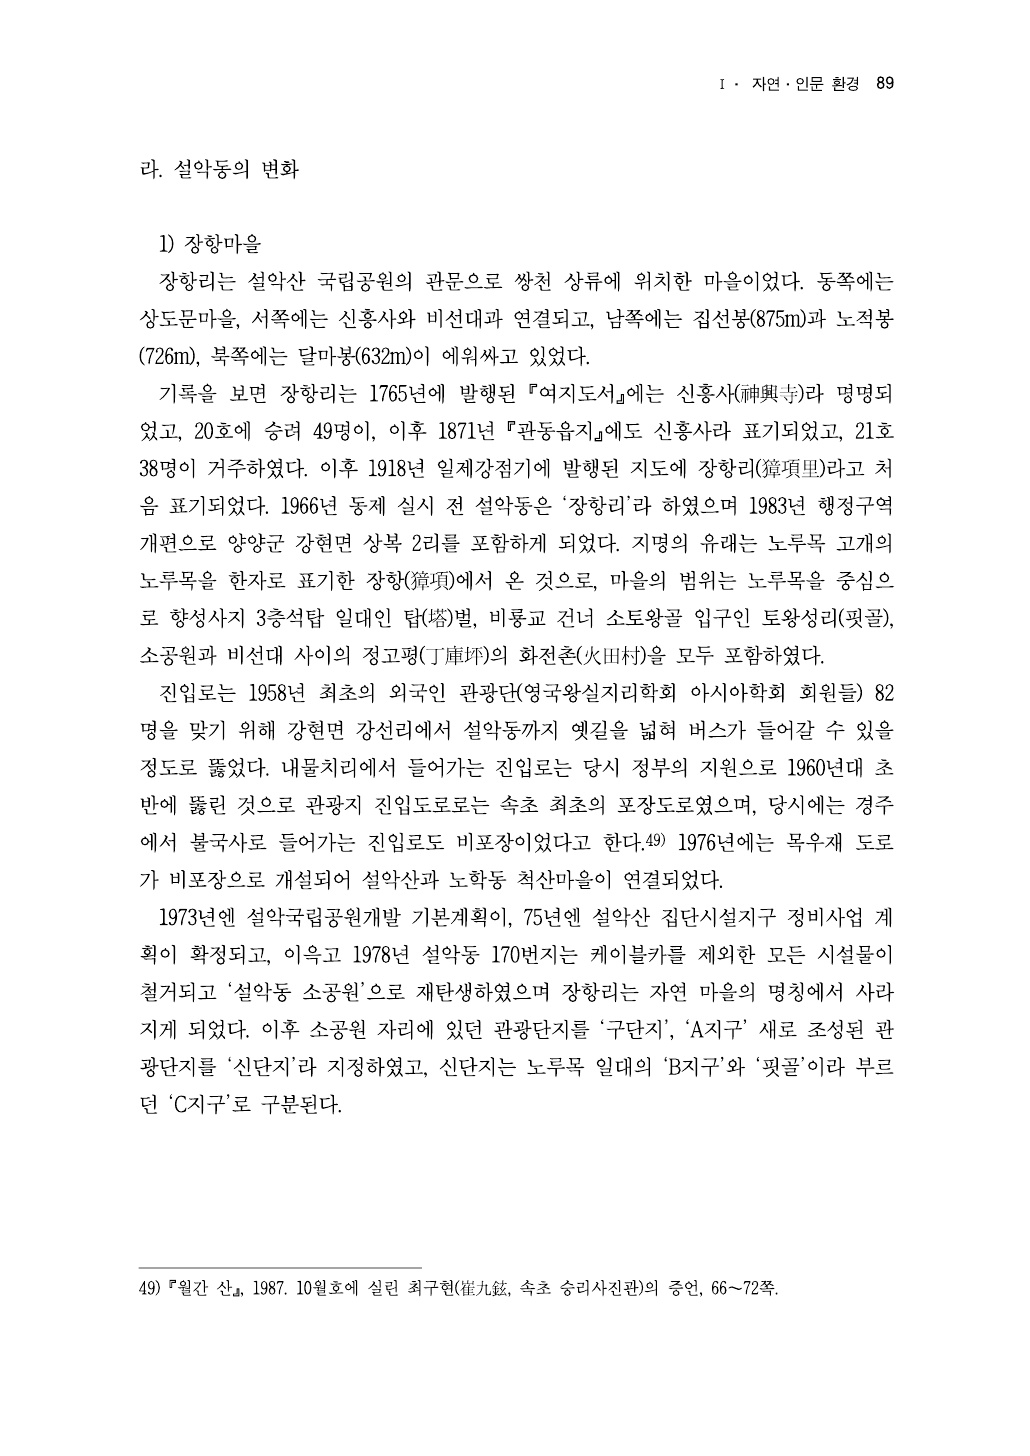 Ⅰ· 자연·인문 환경 89
라. 설악동의 변화
1) 장항마을
장항리는 설악산 국립공원의 관문으로 쌍천 상류에 위치한 마을이었다. 동쪽에는
상도문마을, 서쪽에는 신흥사와 비선대과 연결되고, 남쪽에는 집선봉(875m)과 노적봉
(726m), 북쪽에는 달마봉(632m)이 에워싸고 있었다.
기록을 보면 장항리는 1765년에 발행된 『여지도서』에는 신흥사(神興寺)라 명명되
었고, 20호에 승려 49명이, 이후 1871년 『관동읍지』에도 신흥사라 표기되었고, 21호
38명이 거주하였다. 이후 1918년 일제강점기에 발행된 지도에 장항리(獐項里)라고 처
음 표기되었다. 1966년 동제 실시 전 설악동은 ‘장항리’라 하였으며 1983년 행정구역
개편으로 양양군 강현면 상복 2리를 포함하게 되었다. 지명의 유래는 노루목 고개의
노루목을 한자로 표기한 장항(獐項)에서 온 것으로, 마을의 범위는 노루목을 중심으
로 향성사지 3층석탑 일대인 탑(塔)벌, 비룡교 건너 소토왕골 입구인 토왕성리(핏골),
소공원과 비선대 사이의 정고평(丁庫坪)의 화전촌(火田村)을 모두 포함하였다.
진입로는 1958년 최초의 외국인 관광단(영국왕실지리학회 아시아학회 회원들) 82
명을 맞기 위해 강현면 강선리에서 설악동까지 옛길을 넓혀 버스가 들어갈 수 있을
정도로 뚫었다. 내물치리에서 들어가는 진입로는 당시 정부의 지원으로 1960년대 초
반에 뚫린 것으로 관광지 진입도로로는 속초 최초의 포장도로였으며, 당시에는 경주
에서 불국사로 들어가는 진입로도 비포장이었다고 한다.49) 1976년에는 목우재 도로
가 비포장으로 개설되어 설악산과 노학동 척산마을이 연결되었다.
1973년엔 설악국립공원개발 기본계획이, 75년엔 설악산 집단시설지구 정비사업 계
획이 확정되고, 이윽고 1978년 설악동 170번지는 케이블카를 제외한 모든 시설물이
철거되고 ‘설악동 소공원’으로 재탄생하였으며 장항리는 자연 마을의 명칭에서 사라
지게 되었다. 이후 소공원 자리에 있던 관광단지를 ‘구단지’, ‘A지구’ 새로 조성된 관
광단지를 ‘신단지’라 지정하였고, 신단지는 노루목 일대의 ‘B지구’와 ‘핏골’이라 부르
던 ‘C지구’로 구분된다.
49) 『월간 산』, 1987. 10월호에 실린 최구현(崔九鉉, 속초 승리사진관)의 증언, 66～72쪽.